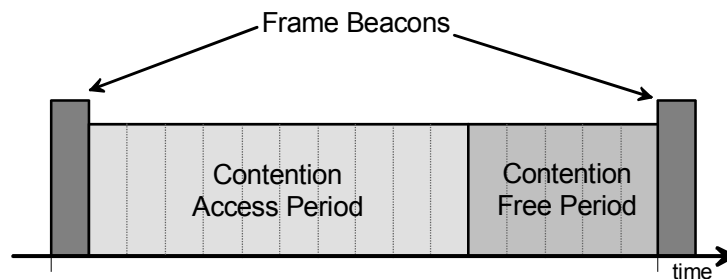 Frame Beacons
Contention
Access Period
Contention
Free Period
time